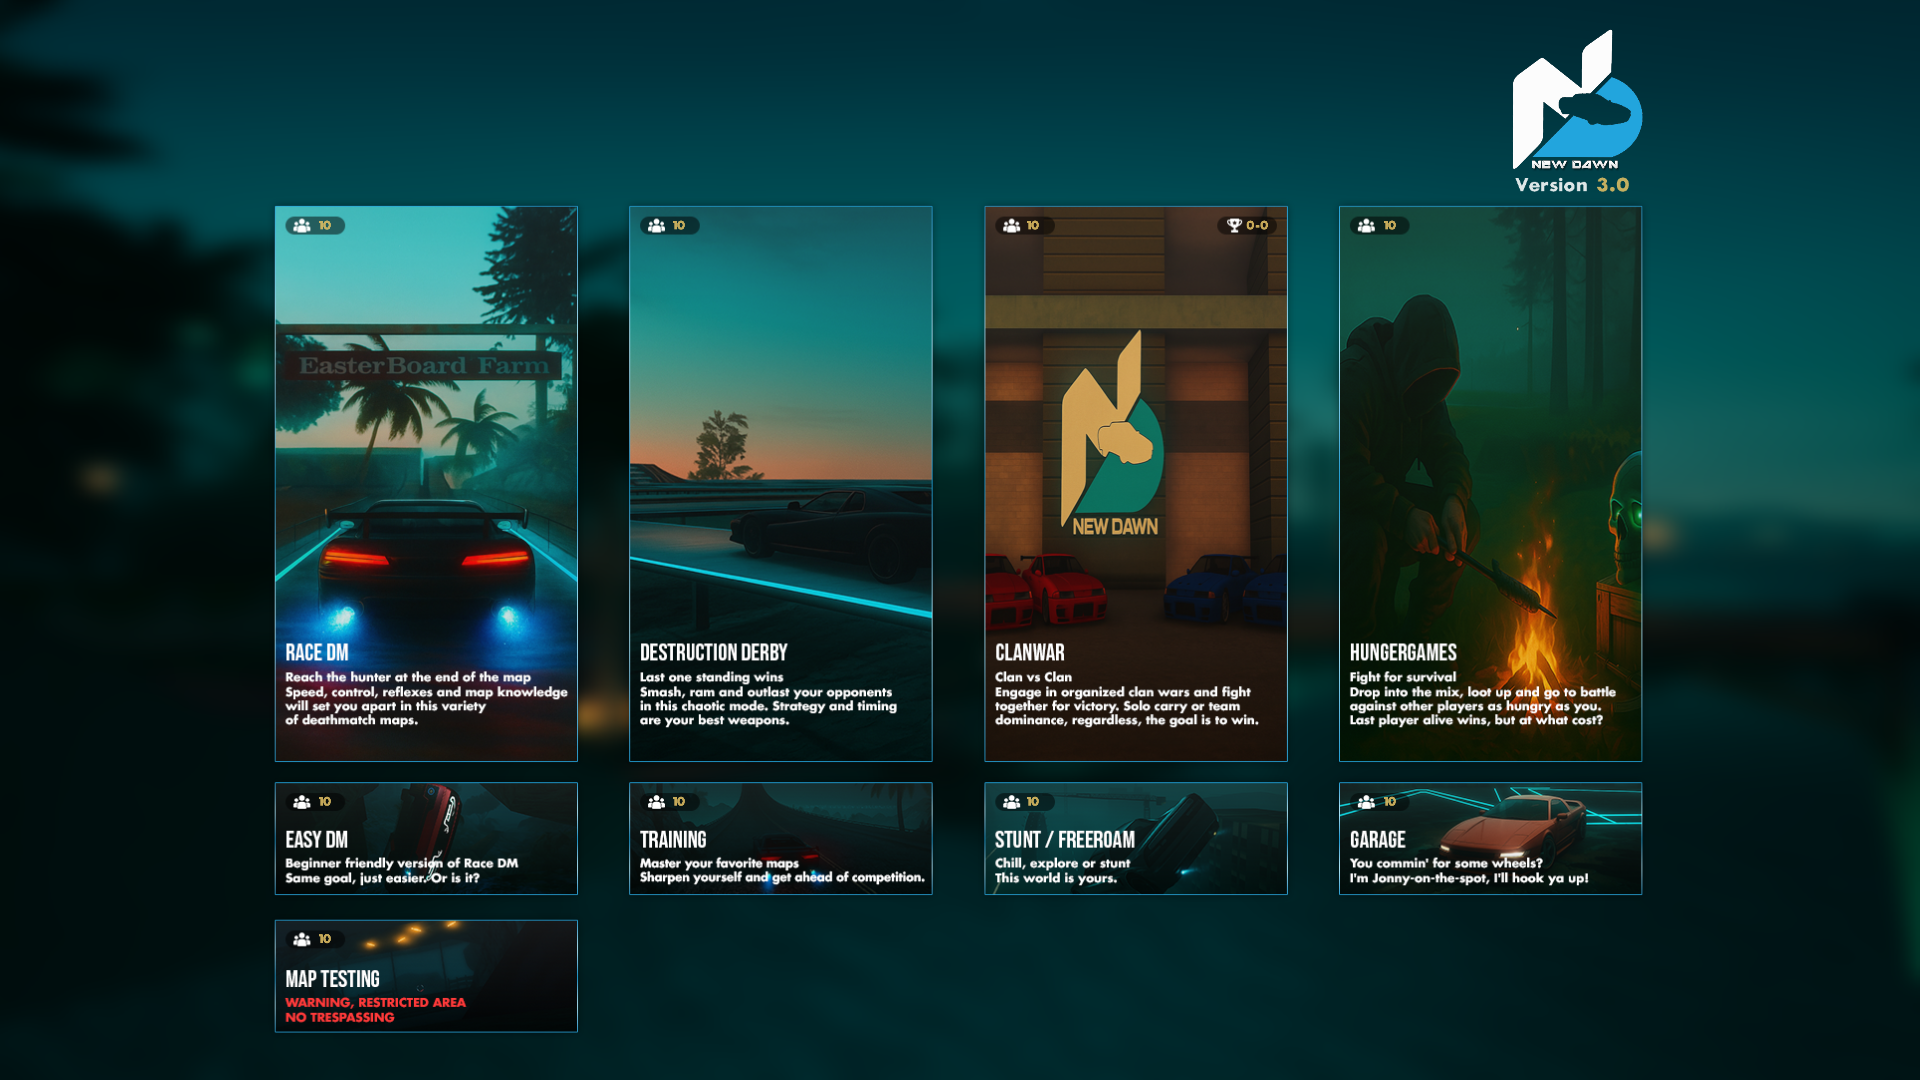 NEW DAWN
Version 3.0
10
EasterBoard Farm
RACE DM
Reach the hunter at the end of the map
Speed, control, reflexes and map knowledge
will set you apart in this variety
of deathmatch maps.
10
DESTRUCTION DERBY
Last one standing wins
Smash, ram and outlast your opponents
in this chaotic mode. Strategy and timing
are your best weapons.
10
0-0
NEW DAWN
CLANWAR
Clan vs Clan
Engage in organized clan wars and fight
together for victory. Solo carry or team
dominance, regardless, the goal is to win.
10
HUNGERGAMES
Fight for survival
Drop into the mix, loot up and go to battle
against other players as hungry as you.
Last player alive wins, but at what cost?
10
EASY DM
Beginner friendly version of Race DM
Same goal, just easier. Or is it?
10
TRAINING
Master your favorite maps
Sharpen yourself and get ahead of competition.
10
STUNT / FREEROAM
Chill, explore or stunt
This world is yours.
10
GARAGE
You commin' for some wheels?
I'm Jonny-on-the-spot, I'll hook ya up!
10
MAP TESTING
WARNING, RESTRICTED AREA
NO TRESPASSING